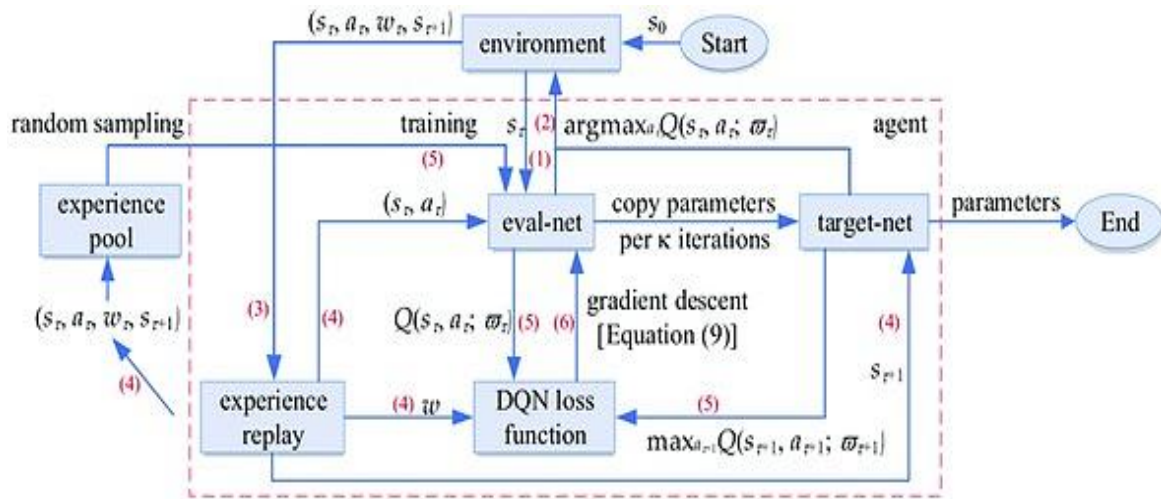 (sτ, aτ, wτ, sτ+1)
environment
s0
Start
random sampling
training
sτ
(2)
argmaxaτQ(sτ, aτ; ϖτ)
agent
(5)
(1)
experience
pool
(sτ, aτ)
eval-net
copy parameters
per κ iterations
target-net
parameters
End
(sτ, aτ, wτ, sτ+1)
(3)
(4)
Q(sτ, aτ; ϖτ)
(5)
(6)
gradient descent
[Equation (9)]
(4)
sτ+1
(4)
experience
replay
(4) w
DQN loss
function
(5)
maxaτ+1Q(sτ+1, aτ+1; ϖτ+1)